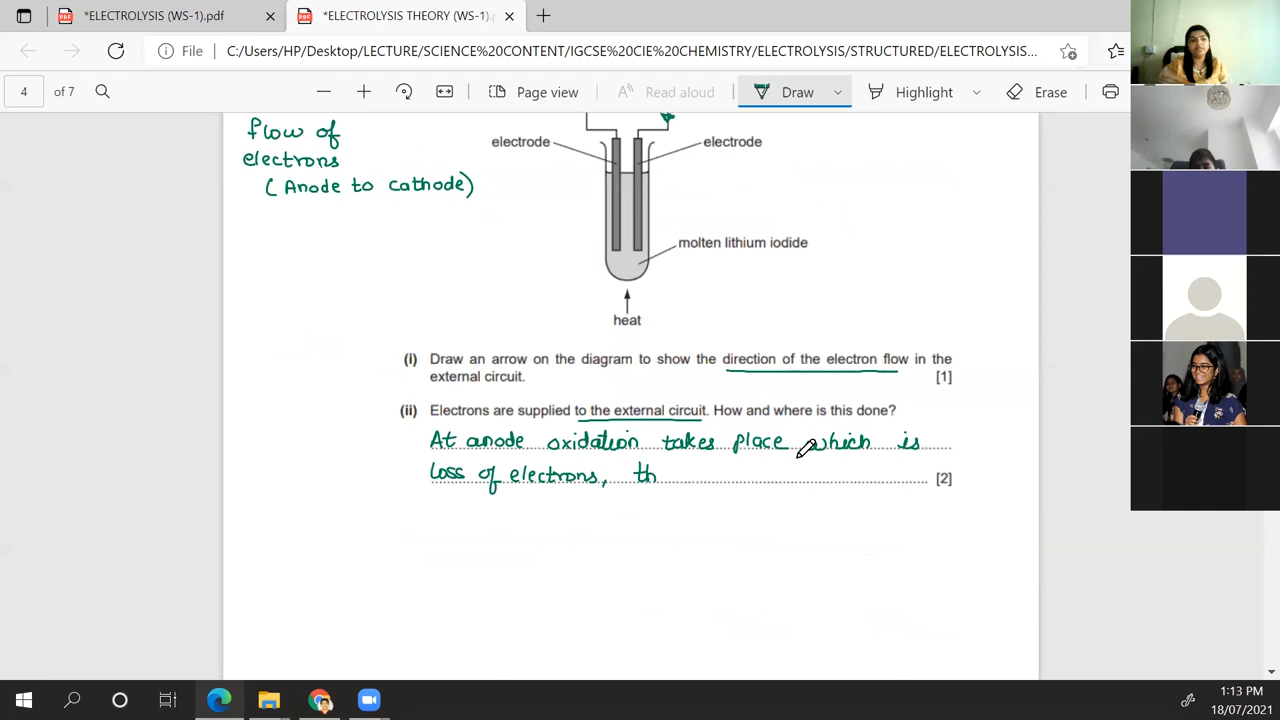 *ELECTROLYSIS (WS-1).pdf
*ELECTROLYSIS THEORY (WS-1).
File
C:/Users/HP/Desktop/LECTURE/SCIENCE%20CONTENT/IGCSE%20CIE%20CHEMISTRY/ELECTROLYSIS/STRUCTURED/ELECTROLYSIS...
4 of 7
Page view
Read aloud
Draw
Highlight
Erase
flow of
electrons
(Anode to cathode)
electrode
electrode
molten lithium iodide
heat
(i) Draw an arrow on the diagram to show the direction of the electron flow in the
external circuit. [1]
(ii) Electrons are supplied to the external circuit. How and where is this done?
At anode oxidation takes place which is
loss of electrons, th
[2]
1:13 PM
18/07/2021